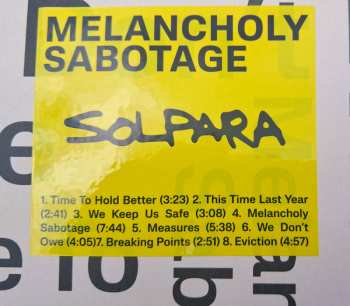 MELANCHOLY
SABOTAGE
SOLPARA
1. Time To Hold Better (3:23) 2. This Time Last Year
(2:41) 3. We Keep Us Safe (3:08) 4. Melancholy
Sabotage (7:44) 5. Measures (5:38) 6. We Don't
Owe (4:05)7. Breaking Points (2:51) 8. Eviction (4:57)